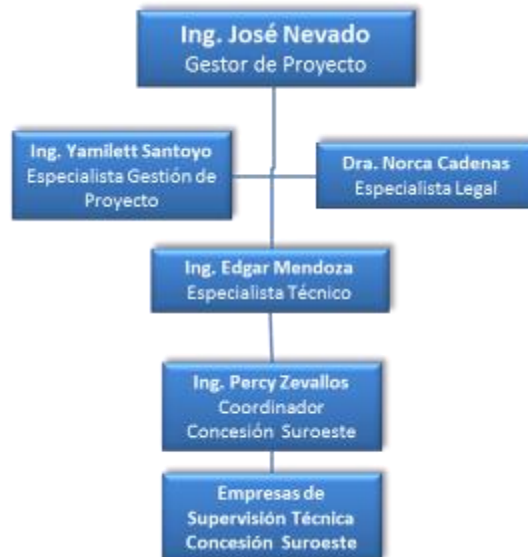 Ing. José Nevado
Gestor de Proyecto
Ing. Yamilett Santoyo
Especialista Gestión de
Proyecto
Dra. Norca Cadenas
Especialista Legal
Ing. Edgar Mendoza
Especialista Técnico
Ing. Percy Zevallos
Coordinador
Concesión Suroeste
Empresas de
Supervisión Técnica
Concesión Suroeste